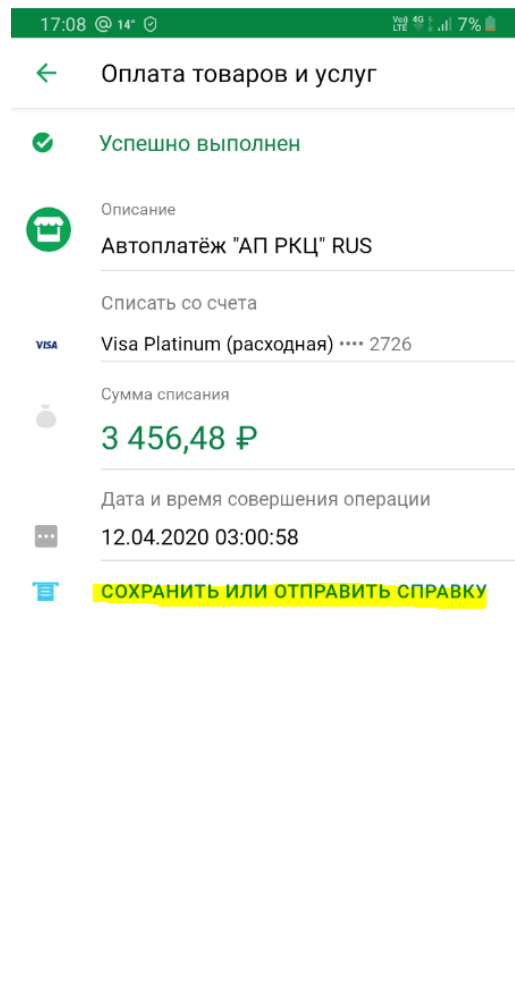 17:08 @ 14° Vo)) LTE 4G 7%
Оплата товаров и услуг
Успешно выполнен
Описание
Автоплатёж "АП РКЦ" RUS
Списать со счета
VISA Visa Platinum (расходная) •••• 2726
Сумма списания
3 456,48 ₽
Дата и время совершения операции
12.04.2020 03:00:58
СОХРАНИТЬ ИЛИ ОТПРАВИТЬ СПРАВКУ